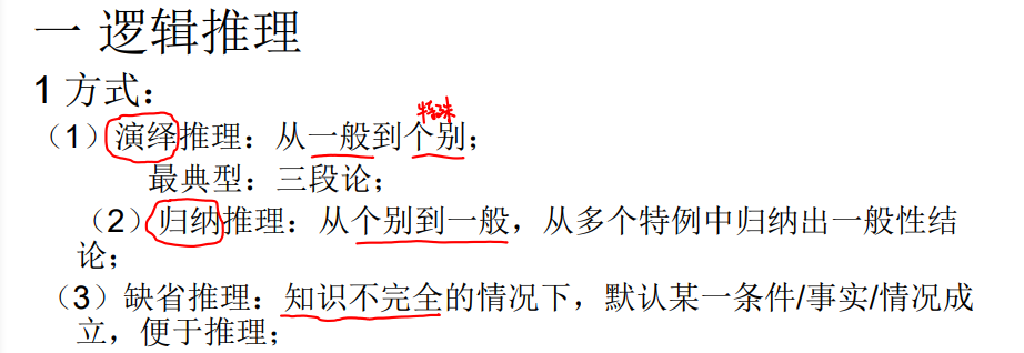 一 逻辑推理
1 方式：
特殊
（1）演绎推理：从一般到个别；
最典型：三段论；
（2）归纳推理：从个别到一般，从多个特例中归纳出一般性结
论；
（3）缺省推理：知识不完全的情况下，默认某一条件/事实/情况成
立，便于推理；